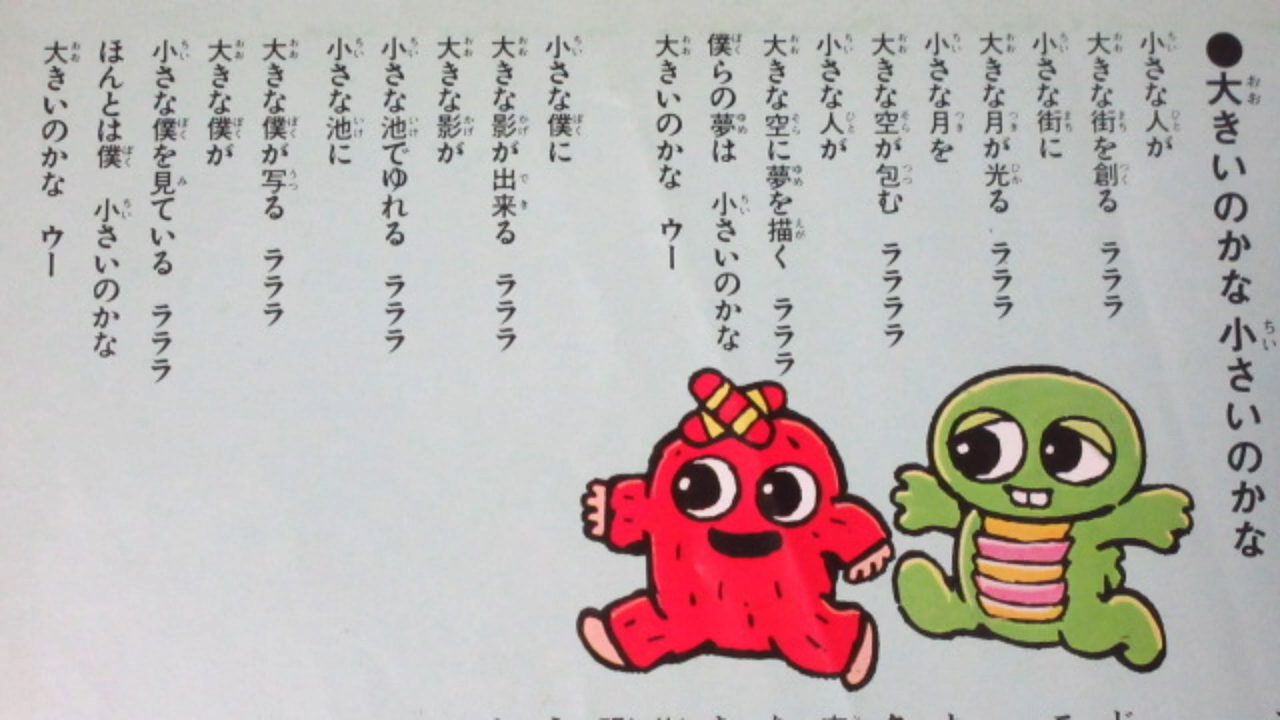 ●大きいのかな 小さいのかな
小さな人が
大きな街を創る ラララ
小さな街に
大きな月が光る ラララ
小さな月を
大きな空が包む ララララ
小さな人が
大きな空に夢を描く ラララ
僕らの夢は 小さいのかな
大きいのかな ウー
小さな僕に
大きな影が出来る ラララ
大きな影が
小さな池でゆれる ラララ
小さな池に
大きな僕が写る ラララ
大きな僕が
小さな僕を見ている ラララ
ほんとは僕 小さいのかな
大きいのかな ウー